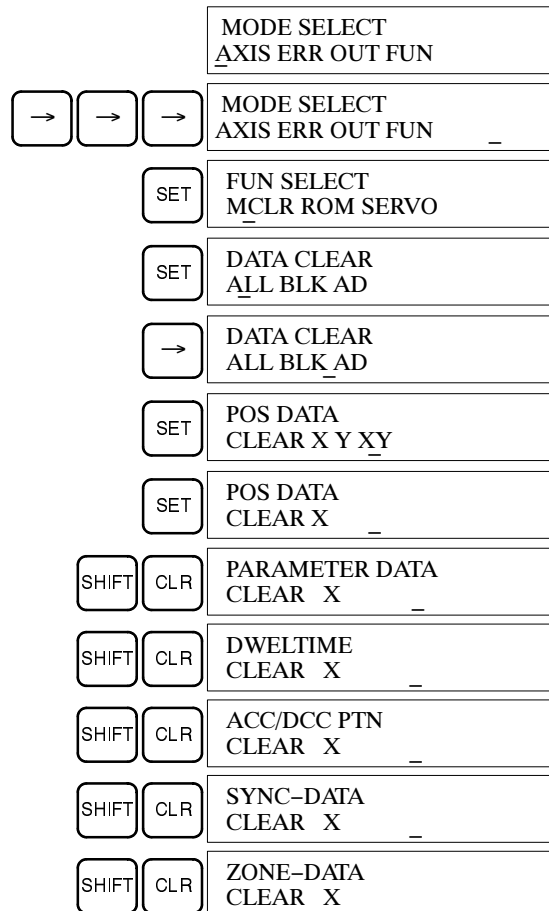 MODE SELECT
AXIS ERR OUT FUN
→ → → MODE SELECT
AXIS ERR OUT FUN _
SET FUN SELECT
MCLR ROM SERVO
SET DATA CLEAR
ALL BLK AD
→ DATA CLEAR
ALL BLK AD
SET POS DATA
CLEAR X Y XY
SET POS DATA
CLEAR X _
SHIFT CLR PARAMETER DATA
CLEAR X _
SHIFT CLR DWELTIME
CLEAR X _
SHIFT CLR ACC/DCC PTN
CLEAR X _
SHIFT CLR SYNC–DATA
CLEAR X _
SHIFT CLR ZONE–DATA
CLEAR X